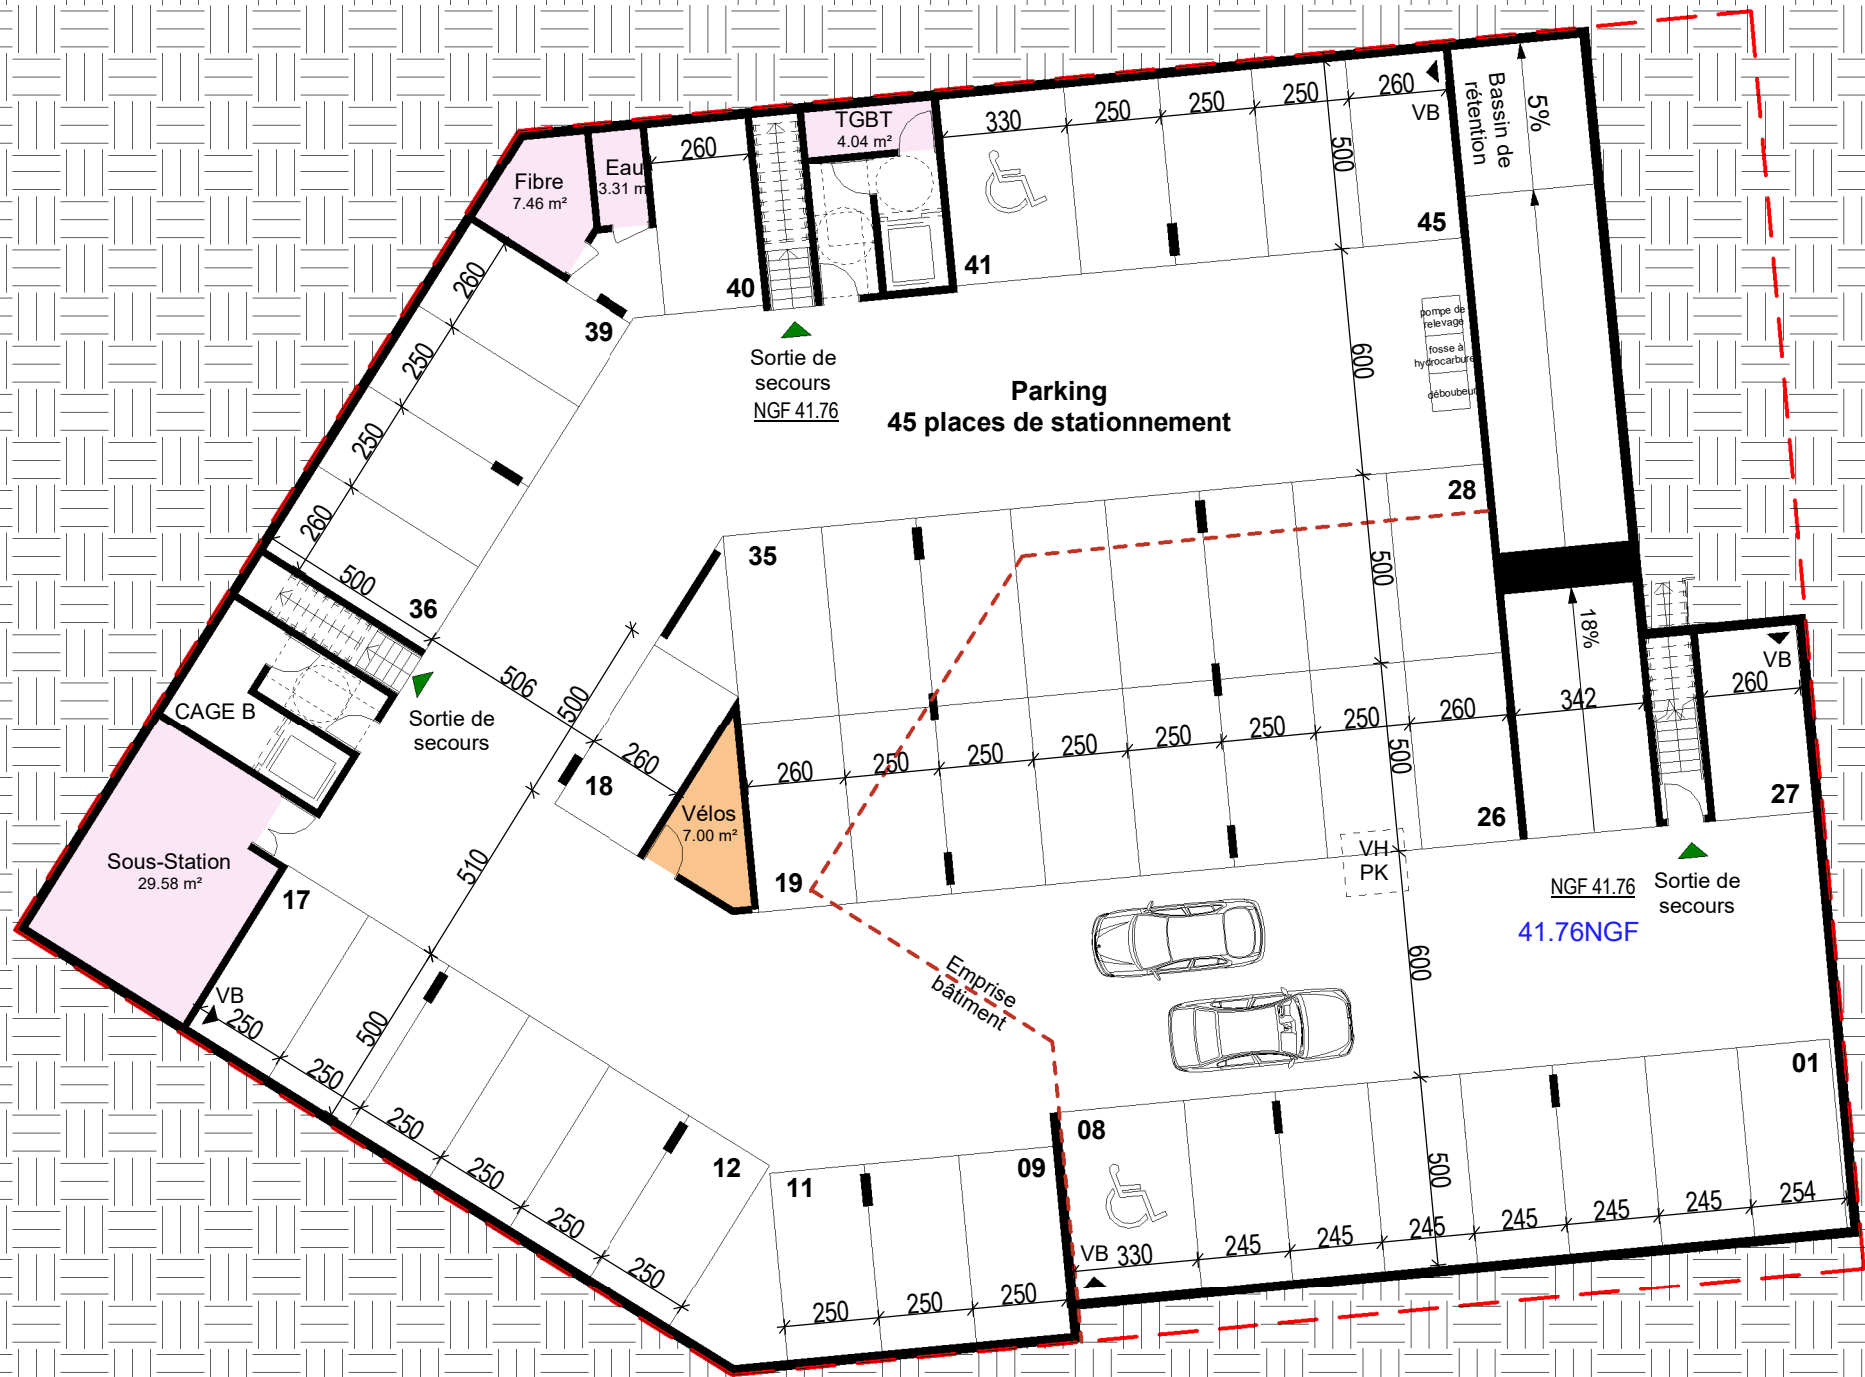 TGBT
4.04 m²
330
250
250
250
260
VB
Bassin de
rétention
5%
500
Fibre
7.46 m²
Eau
3.31 m
260
40
41
45
39
260
250
250
260
500
36
Sortie de
secours
NGF 41.76
Parking
45 places de stationnement
600
pompe de
relevage
fosse à
hydrocarbure
déboubeur
28
35
500
18%
CAGE B
Sortie de
secours
506
500
260
18
Vélos
7.00 m²
260
250
250
250
250
250
250
260
342
260
VB
500
19
26
27
VH
PK
NGF 41.76
Sortie de
secours
41.76NGF
600
Sous-Station
29.58 m²
17
510
VB
250
250
250
250
250
250
500
12
11
09
250
250
250
Emprise
bâtiment
08
01
500
VB
330
245
245
245
245
245
245
254